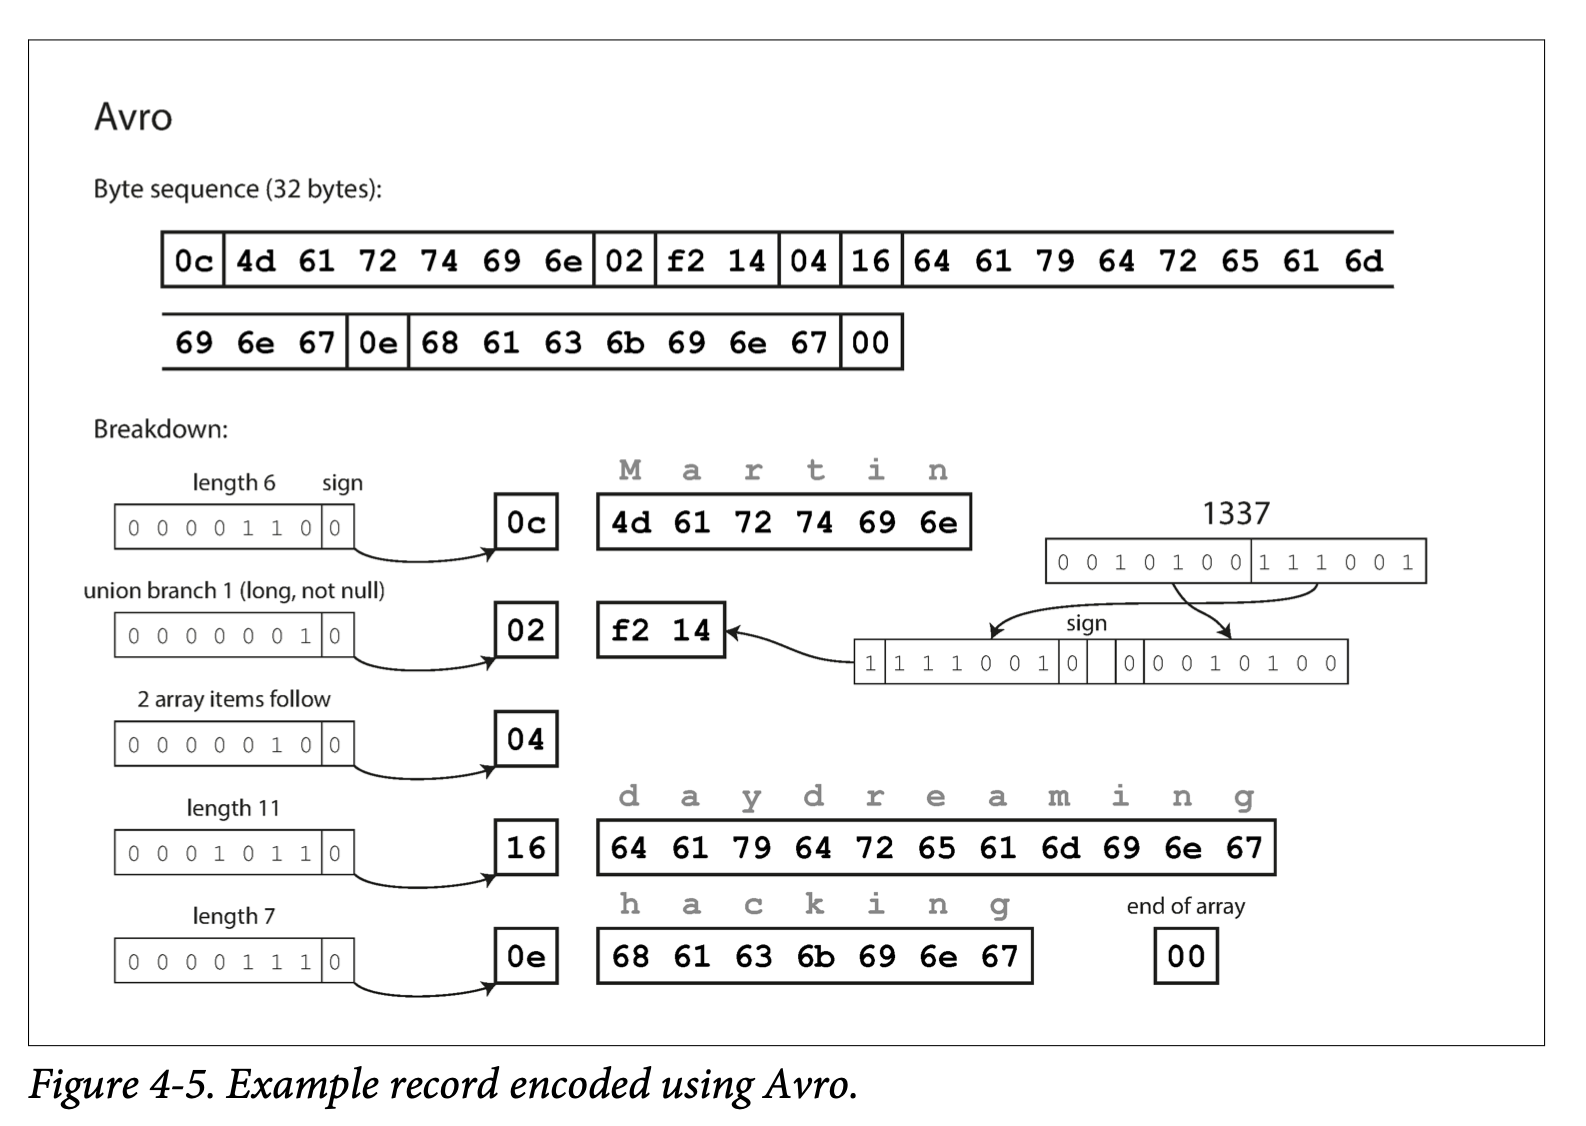 Avro
Byte sequence (32 bytes):
0c 4d 61 72 74 69 6e 02 f2 14 04 16 64 61 79 64 72 65 61 6d
69 6e 67 0e 68 61 63 6b 69 6e 67 00
Breakdown:
length 6 sign
0 0 0 0 1 1 0 0
0c
M a r t i n
4d 61 72 74 69 6e
union branch 1 (long, not null)
0 0 0 0 0 0 1 0
02
f2 14
1337
0 0 1 0 1 0 0 1 1 1 0 0 1
sign
1 1 1 1 0 0 1 0 0 0 0 1 0 1 0 0
2 array items follow
0 0 0 0 0 1 0 0
04
length 11
0 0 0 1 0 1 1 0
16
d a y d r e a m i n g
64 61 79 64 72 65 61 6d 69 6e 67
length 7
0 0 0 0 1 1 1 0
0e
h a c k i n g
68 61 63 6b 69 6e 67
end of array
00
Figure 4-5. Example record encoded using Avro.